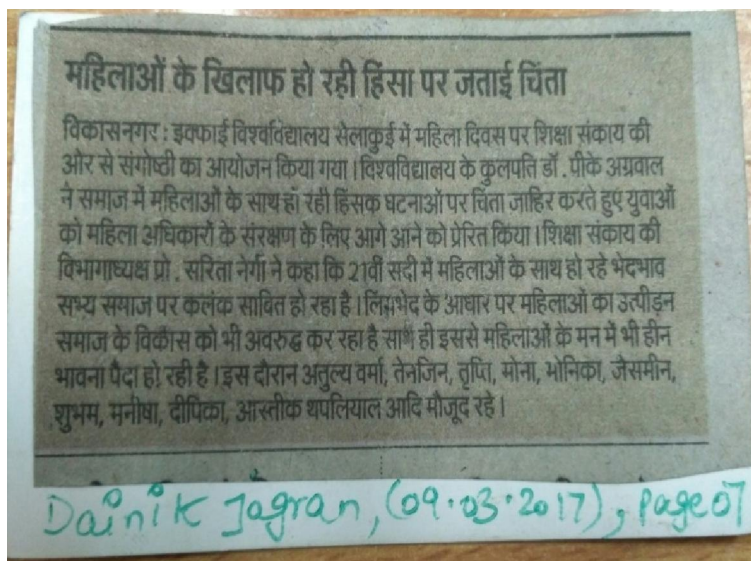 महिलाओं के खिलाफ हो रही हिंसा पर जताई चिंता
विकासनगर : इक्फाई विश्वविद्यालय सेलाकुई में महिला दिवस पर शिक्षा संकाय की
ओर से संगोष्ठी का आयोजन किया गया । विश्वविद्यालय के कुलपति डॉ . पीके अग्रवाल
ने समाज में महिलाओं के साथ हो रही हिंसक घटनाओं पर चिंता जाहिर करते हुए युवाओं
को महिला अधिकारों के संरक्षण के लिए आगे आने को प्रेरित किया । शिक्षा संकाय की
विभागाध्यक्ष प्रो . सरिता नेगी ने कहा कि 21वीं सदी में महिलाओं के साथ हो रहे भेदभाव
सभ्य समाज पर कलंक साबित हो रहा है । लिंगभेद के आधार पर महिलाओं का उत्पीड़न
समाज के विकास को भी अवरुद्ध कर रहा है साथ ही इससे महिलाओं के मन में भी हीन
भावना पैदा हो रही है । इस दौरान अतुल्य वर्मा, तेनजिन, तृप्ति, मोना, मोनिका, जैसमीन,
शुभम, मनीषा, दीपिका, आस्तीक थपलियाल आदि मौजूद रहे ।
Dainik Jagran, (09.03.2017), Page 07